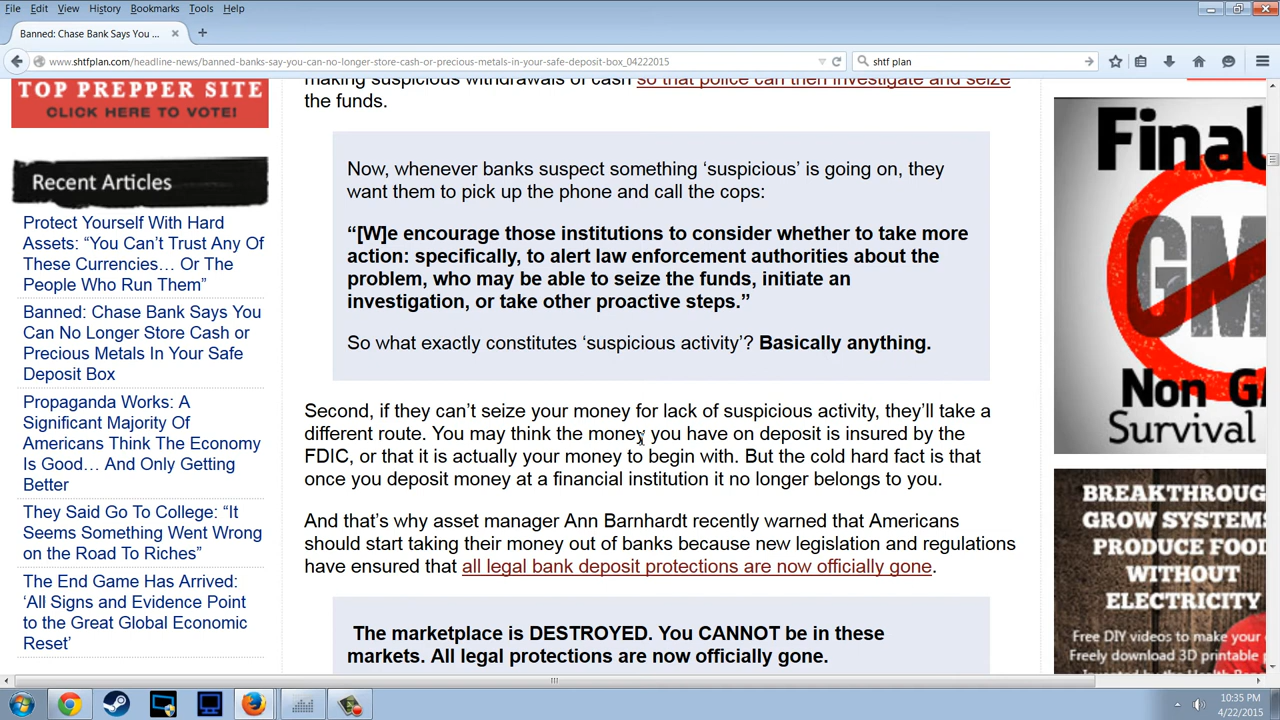 File Edit View History Bookmarks Tools Help
Banned: Chase Bank Says You ...
www.shtfplan.com/headline-news/banned-banks-say-you-can-no-longer-store-cash-or-precious-metals-in-your-safe-deposit-box_04222015
shtf plan
TOP PREPPER SITE
CLICK HERE TO VOTE!
Recent Articles
Protect Yourself With Hard
Assets: “You Can’t Trust Any Of
These Currencies… Or The
People Who Run Them”
Banned: Chase Bank Says You
Can No Longer Store Cash or
Precious Metals In Your Safe
Deposit Box
Propaganda Works: A
Significant Majority Of
Americans Think The Economy
Is Good… And Only Getting
Better
They Said Go To College: “It
Seems Something Went Wrong
on the Road To Riches”
The End Game Has Arrived:
‘All Signs and Evidence Point
to the Great Global Economic
Reset’
making suspicious withdrawals of cash so that police can then investigate and seize
the funds.
Now, whenever banks suspect something ‘suspicious’ is going on, they
want them to pick up the phone and call the cops:
“[W]e encourage those institutions to consider whether to take more
action: specifically, to alert law enforcement authorities about the
problem, who may be able to seize the funds, initiate an
investigation, or take other proactive steps.”
So what exactly constitutes ‘suspicious activity’? Basically anything.
Second, if they can’t seize your money for lack of suspicious activity, they’ll take a
different route. You may think the money you have on deposit is insured by the
FDIC, or that it is actually your money to begin with. But the cold hard fact is that
once you deposit money at a financial institution it no longer belongs to you.
And that’s why asset manager Ann Barnhardt recently warned that Americans
should start taking their money out of banks because new legislation and regulations
have ensured that all legal bank deposit protections are now officially gone.
The marketplace is DESTROYED. You CANNOT be in these
markets. All legal protections are now officially gone.
Final
GM
Non G
Survival
BREAKTHROUG
GROW SYSTEMS
PRODUCE FOOD
WITHOUT
ELECTRICITY
Free DIY videos to make your
Freely download 3D printable p
10:35 PM
4/22/2015